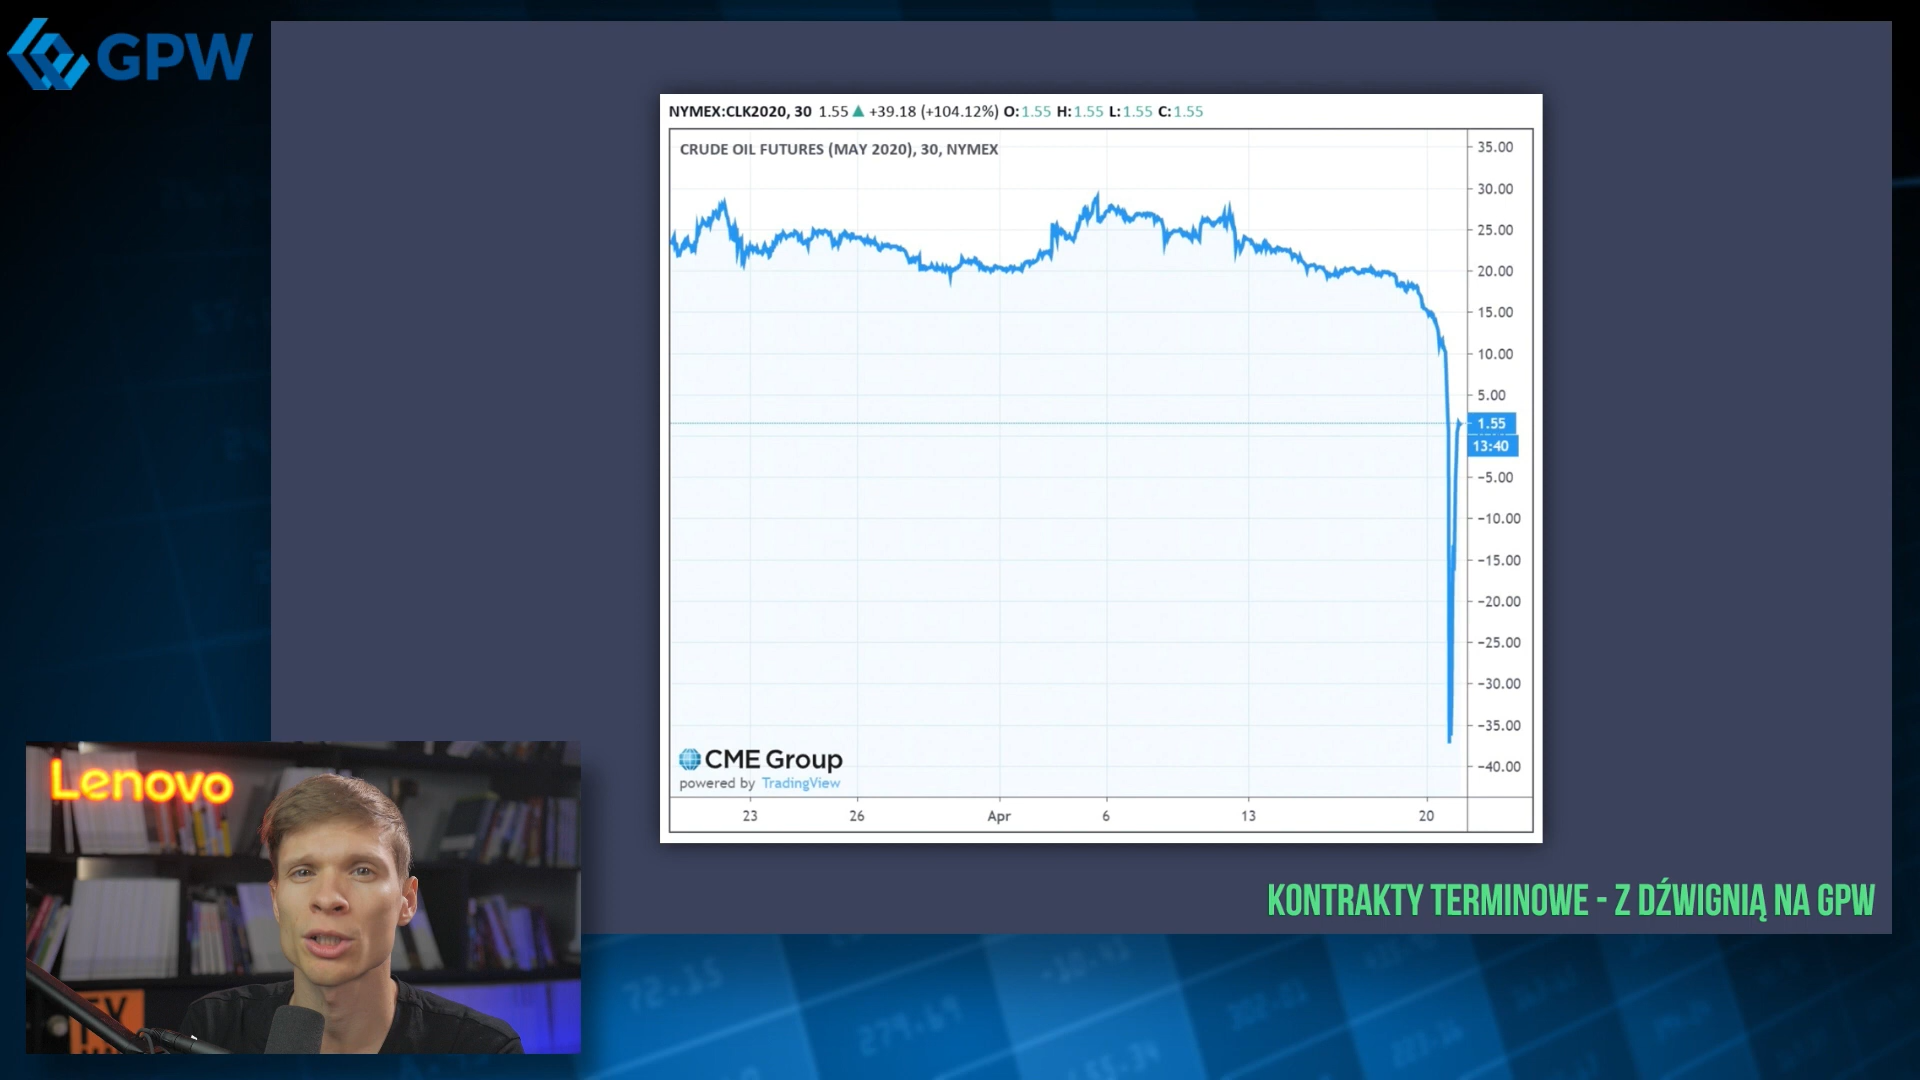 GPW
NYMEX:CLK2020, 30 1.55 ▲ +39.18 (+104.12%) O:1.55 H:1.55 L:1.55 C:1.55
CRUDE OIL FUTURES (MAY 2020), 30, NYMEX
35.00
30.00
25.00
20.00
15.00
10.00
5.00
1.55
13:40
-5.00
-10.00
-15.00
-20.00
-25.00
-30.00
-35.00
-40.00
CME Group
powered by TradingView
23 26 Apr 6 13 20
Lenovo
KONTRAKTY TERMINOWE - Z DŹWIGNIĄ NA GPW
72.15
274.69